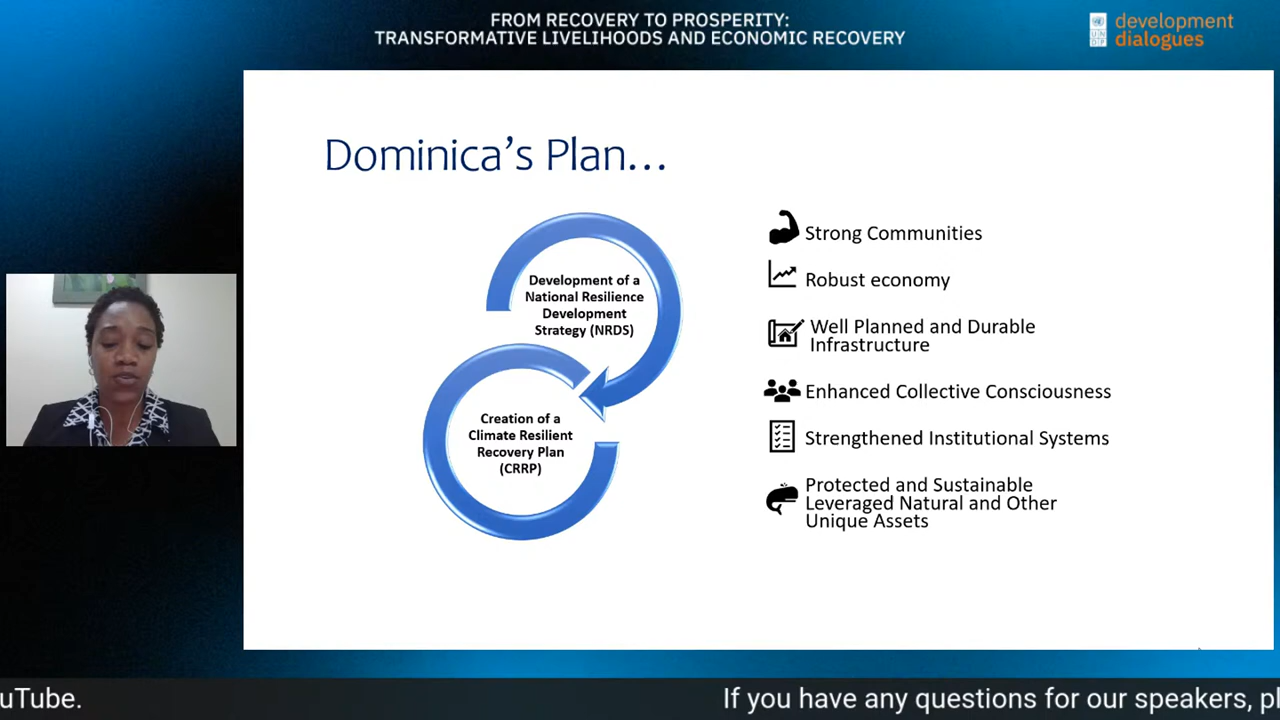 FROM RECOVERY TO PROSPERITY:
TRANSFORMATIVE LIVELIHOODS AND ECONOMIC RECOVERY
U N
D P
development
dialogues
Dominica's Plan...
Development of a
National Resilience
Development
Strategy (NRDS)
Creation of a
Climate Resilient
Recovery Plan
(CRRP)
Strong Communities
Robust economy
Well Planned and Durable
Infrastructure
Enhanced Collective Consciousness
Strengthened Institutional Systems
Protected and Sustainable
Leveraged Natural and Other
Unique Assets
uTube. If you have any questions for our speakers, pl